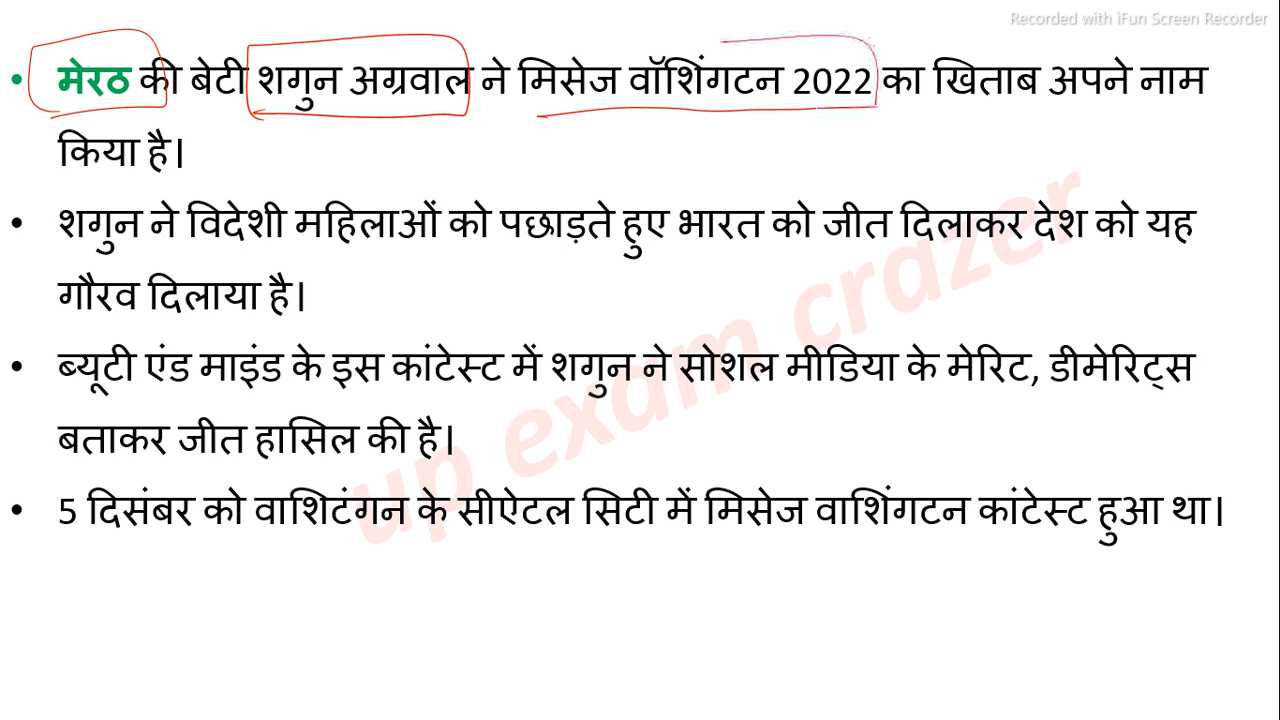 Recorded with iFun Screen Recorder
• मेरठ की बेटी शगुन अग्रवाल ने मिसेज वॉशिंगटन 2022 का खिताब अपने नाम
किया है।
• शगुन ने विदेशी महिलाओं को पछाड़ते हुए भारत को जीत दिलाकर देश को यह
गौरव दिलाया है।
• ब्यूटी एंड माइंड के इस कांटेस्ट में शगुन ने सोशल मीडिया के मेरिट, डीमेरिट्स
बताकर जीत हासिल की है।
• 5 दिसंबर को वाशिटंगन के सीऐटल सिटी में मिसेज वाशिंगटन कांटेस्ट हुआ था।
up exam crazer